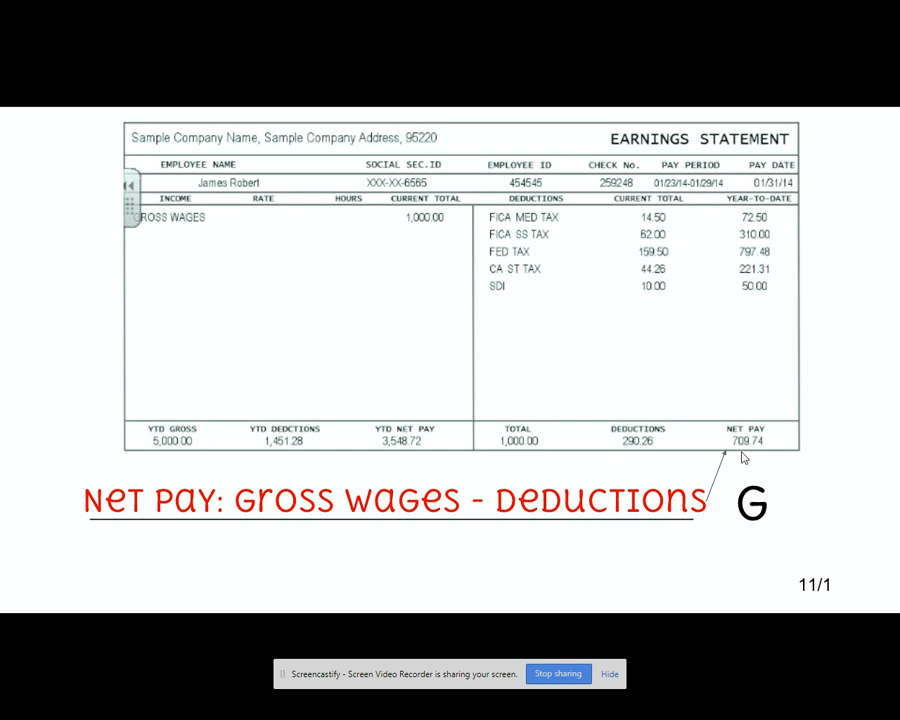 Sample Company Name, Sample Company Address, 95220 EARNINGS STATEMENT
EMPLOYEE NAME SOCIAL SEC.ID EMPLOYEE ID CHECK No. PAY PERIOD PAY DATE
James Robert XXX-XX-6565 454545 259248 01/23/14-01/29/14 01/31/14
INCOME RATE HOURS CURRENT TOTAL DEDUCTIONS CURRENT TOTAL YEAR-TO-DATE
GROSS WAGES 1,000.00 FICA MED TAX 14.50 72.50
FICA SS TAX 62.00 310.00
FED TAX 159.50 797.48
CA ST TAX 44.26 221.31
SDI 10.00 50.00
YTD GROSS YTD DEDCTIONS YTD NET PAY TOTAL DEDUCTIONS NET PAY
5,000.00 1,451.28 3,548.72 1,000.00 290.26 709.74
Net Pay: Gross Wages - Deductions G
11/1
Screencastify - Screen Video Recorder is sharing your screen. Stop sharing Hide